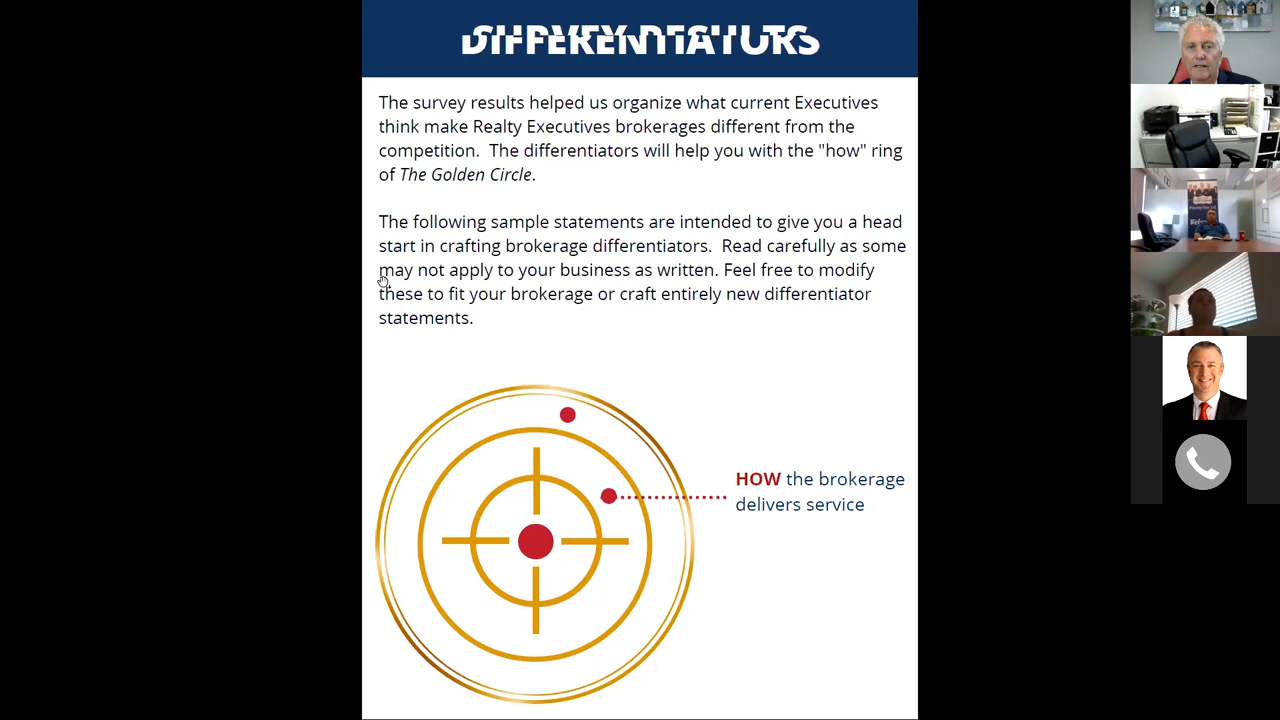 DIFFERENTIATORS
The survey results helped us organize what current Executives
think make Realty Executives brokerages different from the
competition.  The differentiators will help you with the "how" ring
of The Golden Circle.
The following sample statements are intended to give you a head
start in crafting brokerage differentiators.  Read carefully as some
may not apply to your business as written. Feel free to modify
these to fit your brokerage or craft entirely new differentiator
statements.
HOW the brokerage
delivers service